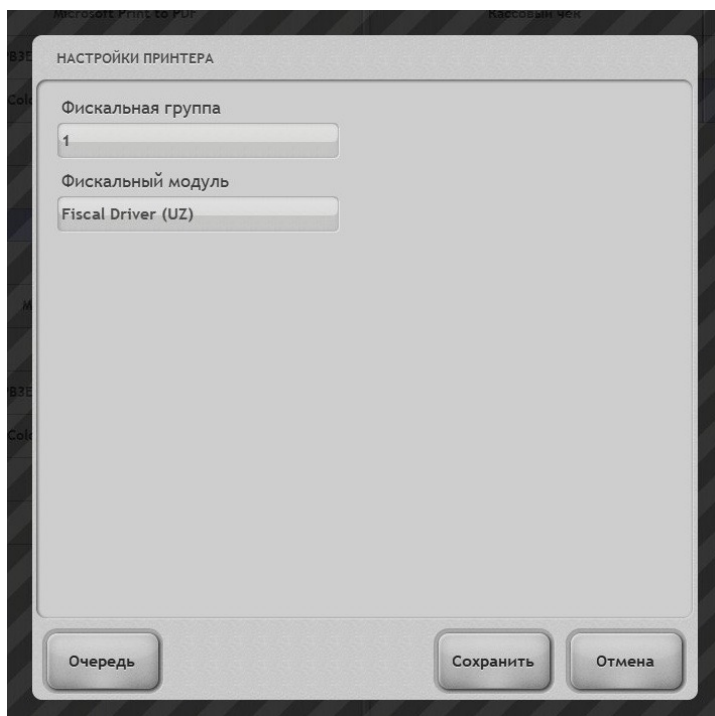 Microsoft Print to PDF
Кассовый чек
НАСТРОЙКИ ПРИНТЕРА
Фискальная группа
1
Фискальный модуль
Fiscal Driver (UZ)
Очередь
Сохранить
Отмена